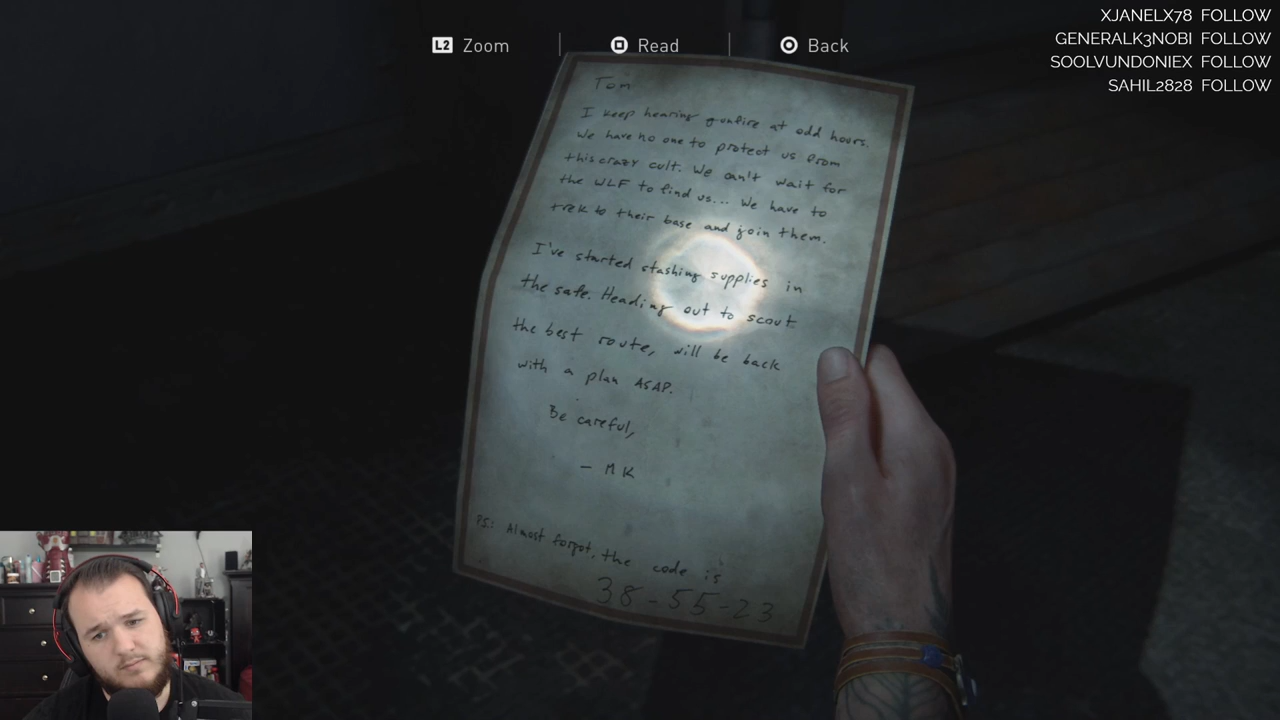 L2 Zoom
Read
Back
XJANELX78 FOLLOW
GENERALK3NOBI FOLLOW
SOOLVUNDONIEX FOLLOW
SAHIL2828 FOLLOW
Tom
I keep hearing gunfire at odd hours.
We have no one to protect us from
this crazy cult. We can't wait for
the WLF to find us... We have to
trek to their base and join them.
I've started stashing supplies in
the safe. Heading out to scout
the best route, will be back
with a plan ASAP.
Be careful,
- MK
PS.: Almost forgot, the code is
38-55-23